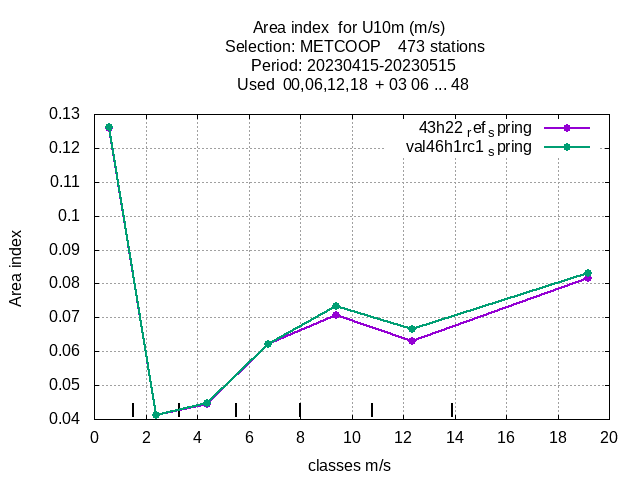 Area index  for U10m (m/s)
Selection: METCOOP    473 stations
Period: 20230415-20230515
Used  00,06,12,18  + 03 06 ... 48
0.13
43h22 ref spring
val46h1rc1 spring
0.12
0.11
0.1
0.09
Area index
0.08
0.07
0.06
0.05
0.04
0 2 4 6 8 10 12 14 16 18 20
classes m/s